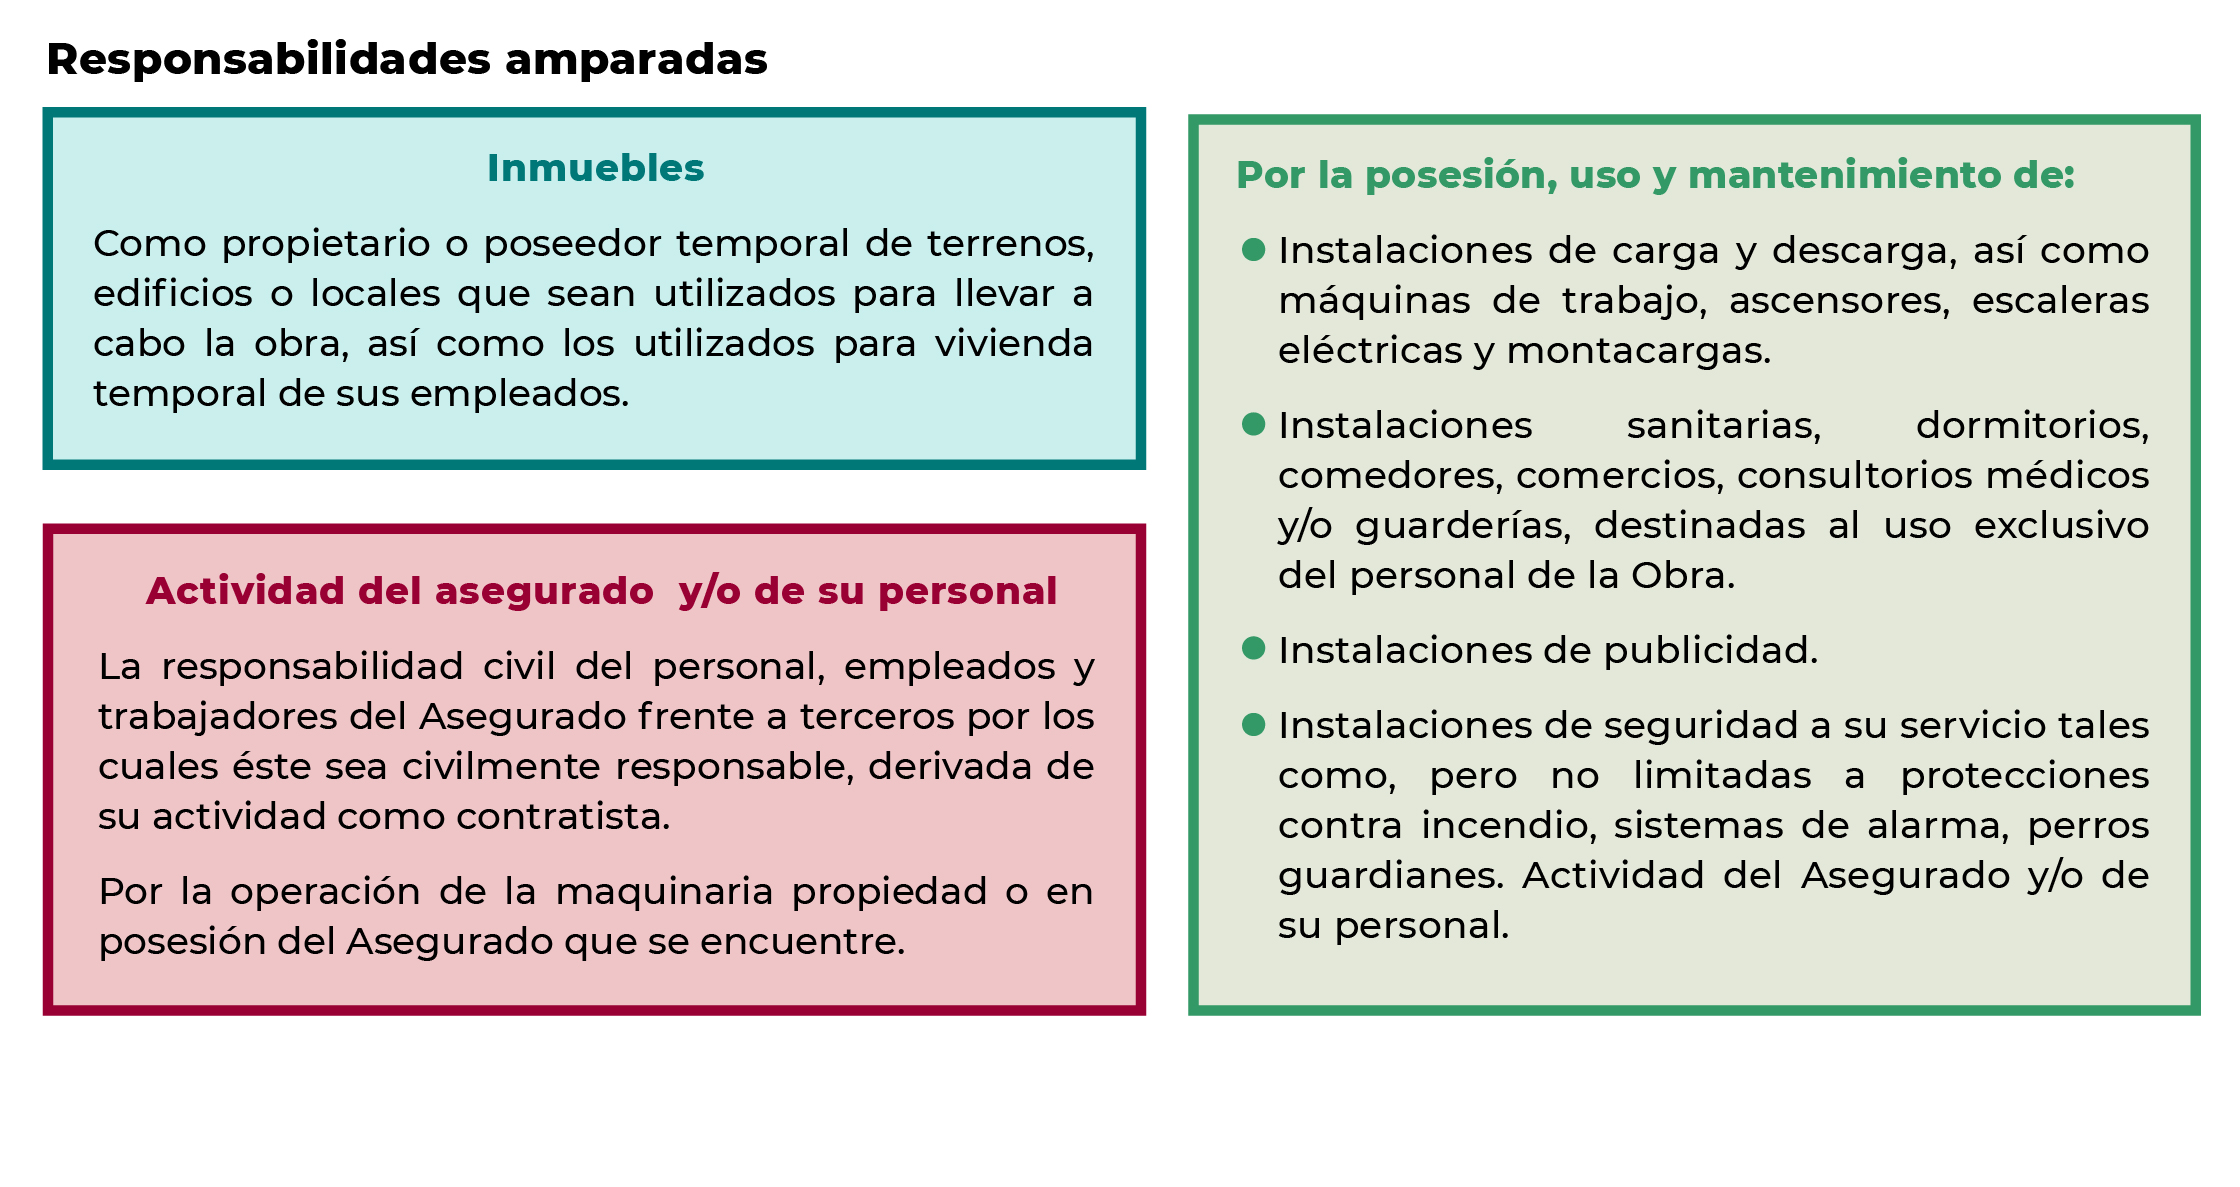 Responsabilidades amparadas
Inmuebles
Como propietario o poseedor temporal de terrenos,
edificios o locales que sean utilizados para llevar a
cabo la obra, así como los utilizados para vivienda
temporal de sus empleados.
Actividad del asegurado y/o de su personal
La responsabilidad civil del personal, empleados y
trabajadores del Asegurado frente a terceros por los
cuales éste sea civilmente responsable, derivada de
su actividad como contratista.
Por la operación de la maquinaria propiedad o en
posesión del Asegurado que se encuentre.
Por la posesión, uso y mantenimiento de:
● Instalaciones de carga y descarga, así como
máquinas de trabajo, ascensores, escaleras
eléctricas y montacargas.
● Instalaciones sanitarias, dormitorios,
comedores, comercios, consultorios médicos
y/o guarderías, destinadas al uso exclusivo
del personal de la Obra.
● Instalaciones de publicidad.
● Instalaciones de seguridad a su servicio tales
como, pero no limitadas a protecciones
contra incendio, sistemas de alarma, perros
guardianes. Actividad del Asegurado y/o de
su personal.